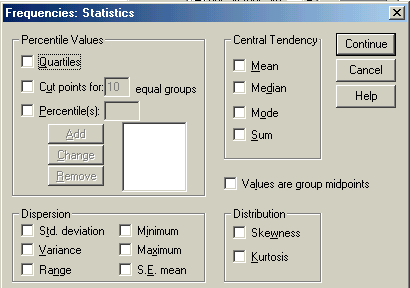 Frequencies: Statistics
Percentile Values
Quartiles
Cut points for: 10 equal groups
Percentile(s):
Add
Change
Remove
Central Tendency
Mean
Median
Mode
Sum
Continue
Cancel
Help
Values are group midpoints
Dispersion
Std. deviation
Minimum
Variance
Maximum
Range
S.E. mean
Distribution
Skewness
Kurtosis